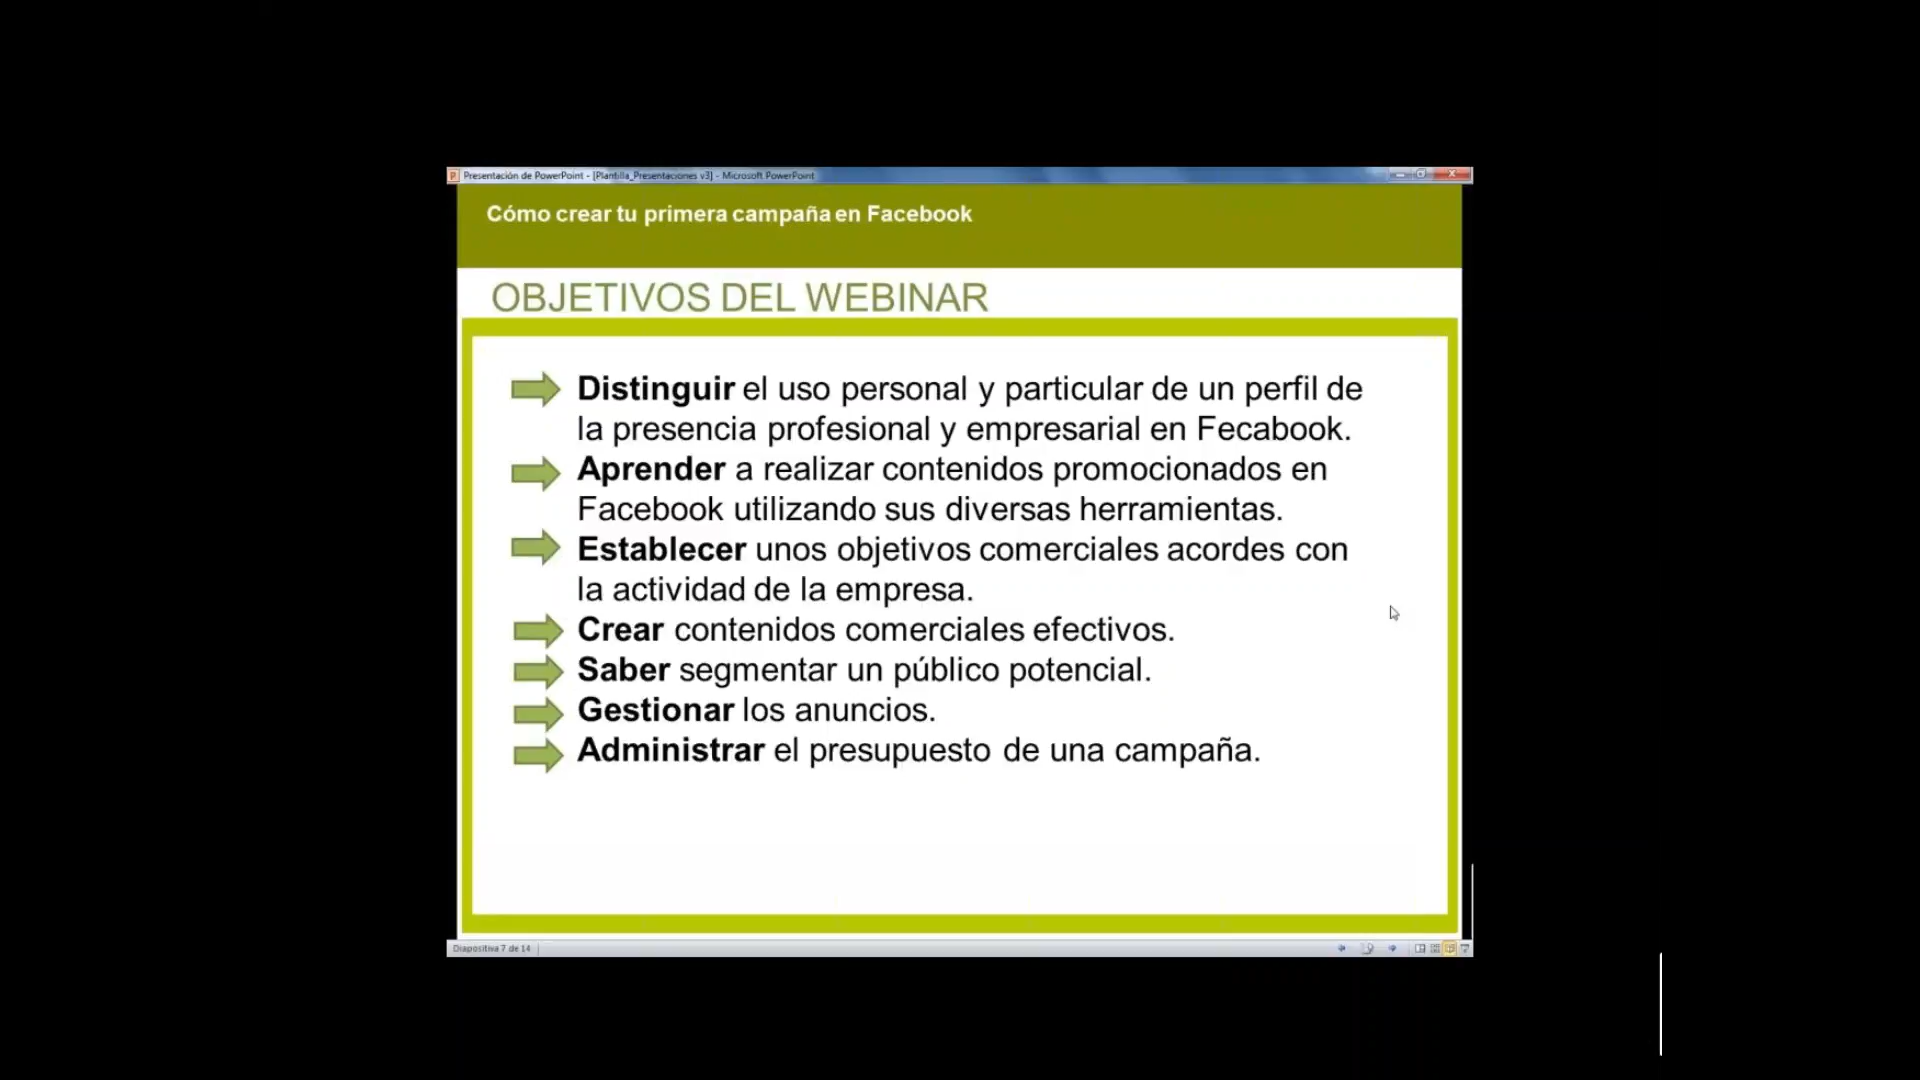 Presentación de PowerPoint - [Plantilla_Presentaciones v3] - Microsoft PowerPoint
Cómo crear tu primera campaña en Facebook
OBJETIVOS DEL WEBINAR
Distinguir el uso personal y particular de un perfil de
la presencia profesional y empresarial en Fecabook.
Aprender a realizar contenidos promocionados en
Facebook utilizando sus diversas herramientas.
Establecer unos objetivos comerciales acordes con
la actividad de la empresa.
Crear contenidos comerciales efectivos.
Saber segmentar un público potencial.
Gestionar los anuncios.
Administrar el presupuesto de una campaña.
Diapositiva 7 de 14